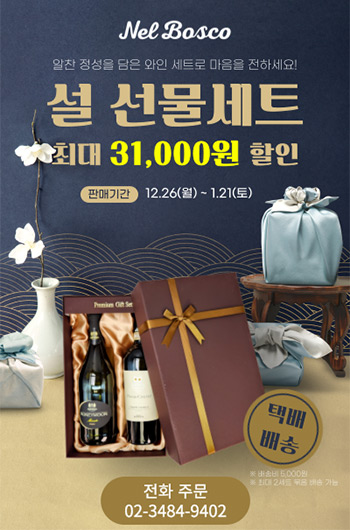 Nel Bosco
알찬 정성을 담은 와인 세트로 마음을 전하세요!
설 선물세트
최대 31,000원 할인
판매기간 12.26(월) ~ 1.21(토)
Premium Gift Set
택배
배송
※ 배송비 5,000원
※ 최대 2세트 묶음 배송 가능
전화 주문
02-3484-9402